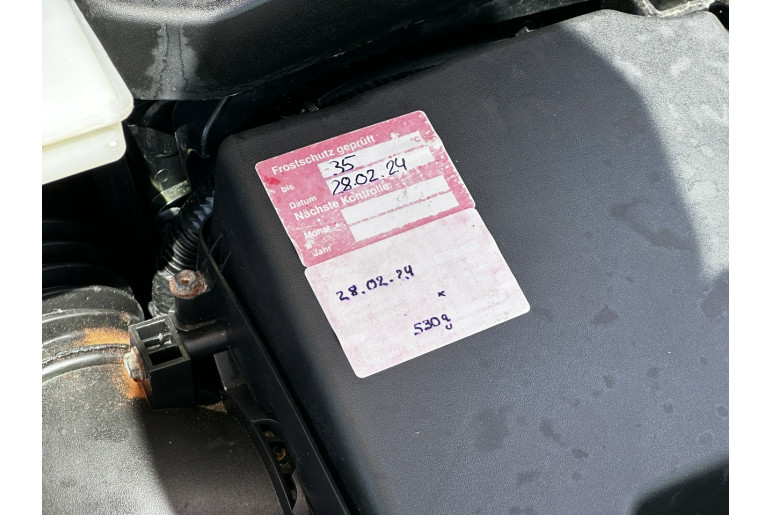 Frostschutz geprüft
bis -35 °C
Datum 28.02.24
Nächste Kontrolle:
Monat
Jahr
28.02.24
x
530g